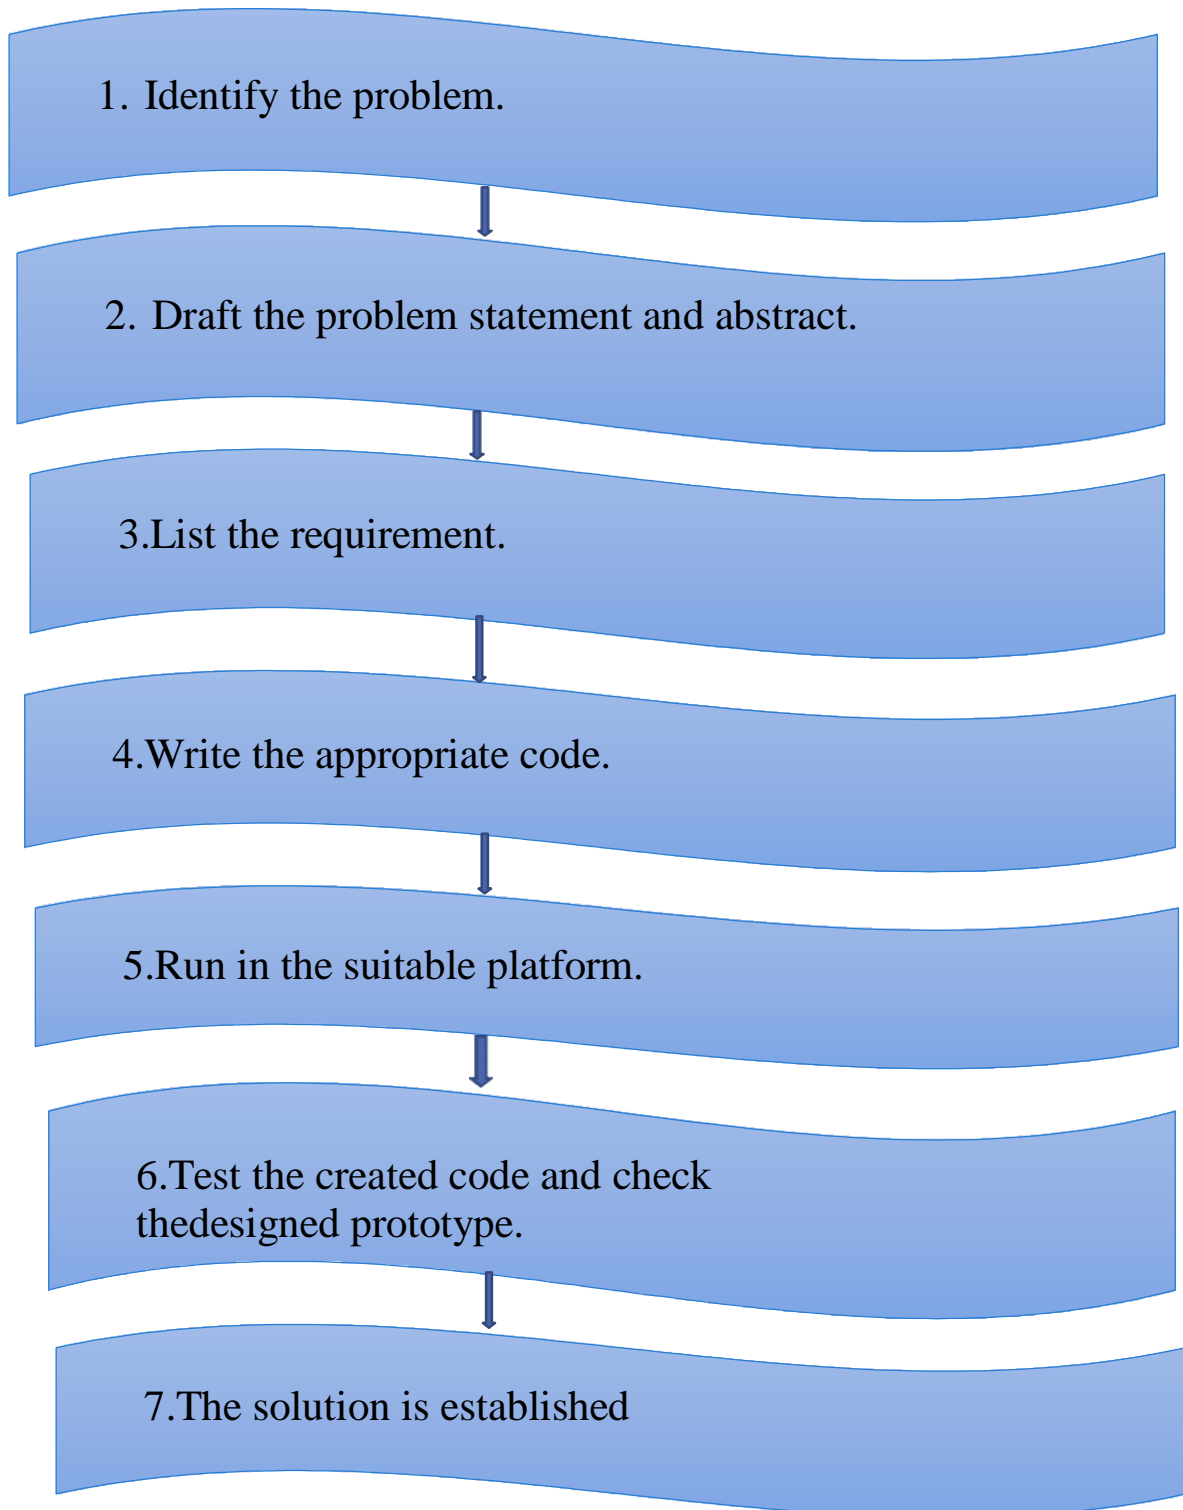 1. Identify the problem.
2. Draft the problem statement and abstract.
3.List the requirement.
4.Write the appropriate code.
5.Run in the suitable platform.
6.Test the created code and check
thedesigned prototype.
7.The solution is established